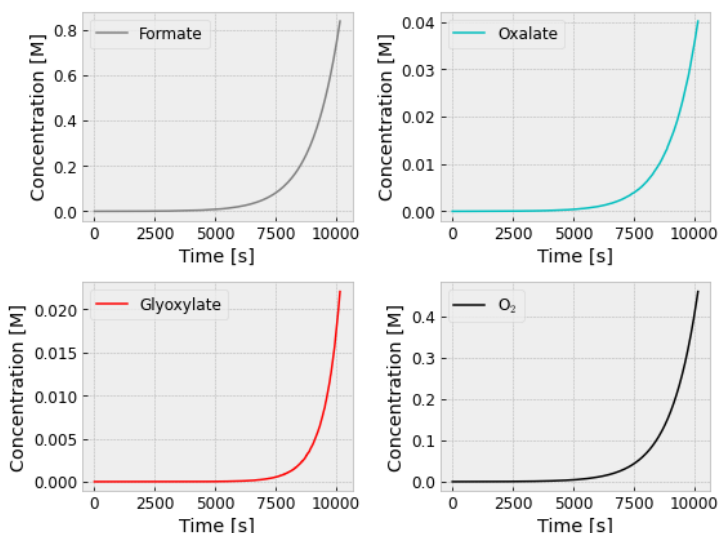 Formate
Concentration [M]
0.8
0.6
0.4
0.2
0.0
0 2500 5000 7500 10000
Time [s]
Oxalate
Concentration [M]
0.04
0.03
0.02
0.01
0.00
0 2500 5000 7500 10000
Time [s]
Glyoxylate
Concentration [M]
0.020
0.015
0.010
0.005
0.000
0 2500 5000 7500 10000
Time [s]
O₂
Concentration [M]
0.4
0.3
0.2
0.1
0.0
0 2500 5000 7500 10000
Time [s]